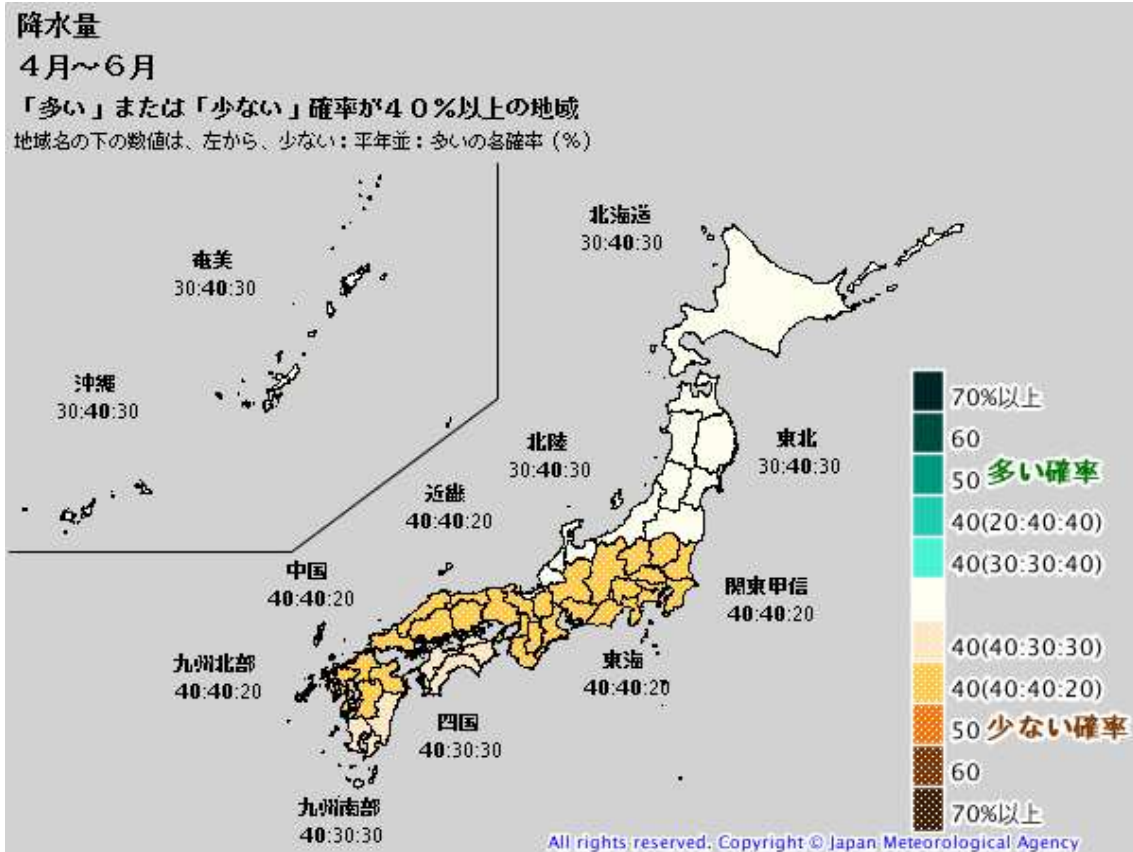 降水量
4月～6月
「多い」または「少ない」確率が40％以上の地域
地域名の下の数値は、左から、少ない：平年並：多いの各確率（%）
北海道
30:40:30
奄美
30:40:30
沖縄
30:40:30
北陸
30:40:30
東北
30:40:30
近畿
40:40:20
中国
40:40:20
関東甲信
40:40:20
九州北部
40:40:20
東海
40:40:20
四国
40:30:30
九州南部
40:30:30
70%以上
60
50 多い確率
40(20:40:40)
40(30:30:40)
40(40:30:30)
40(40:40:20)
50 少ない確率
60
70%以上
All rights reserved. Copyright © Japan Meteorological Agency